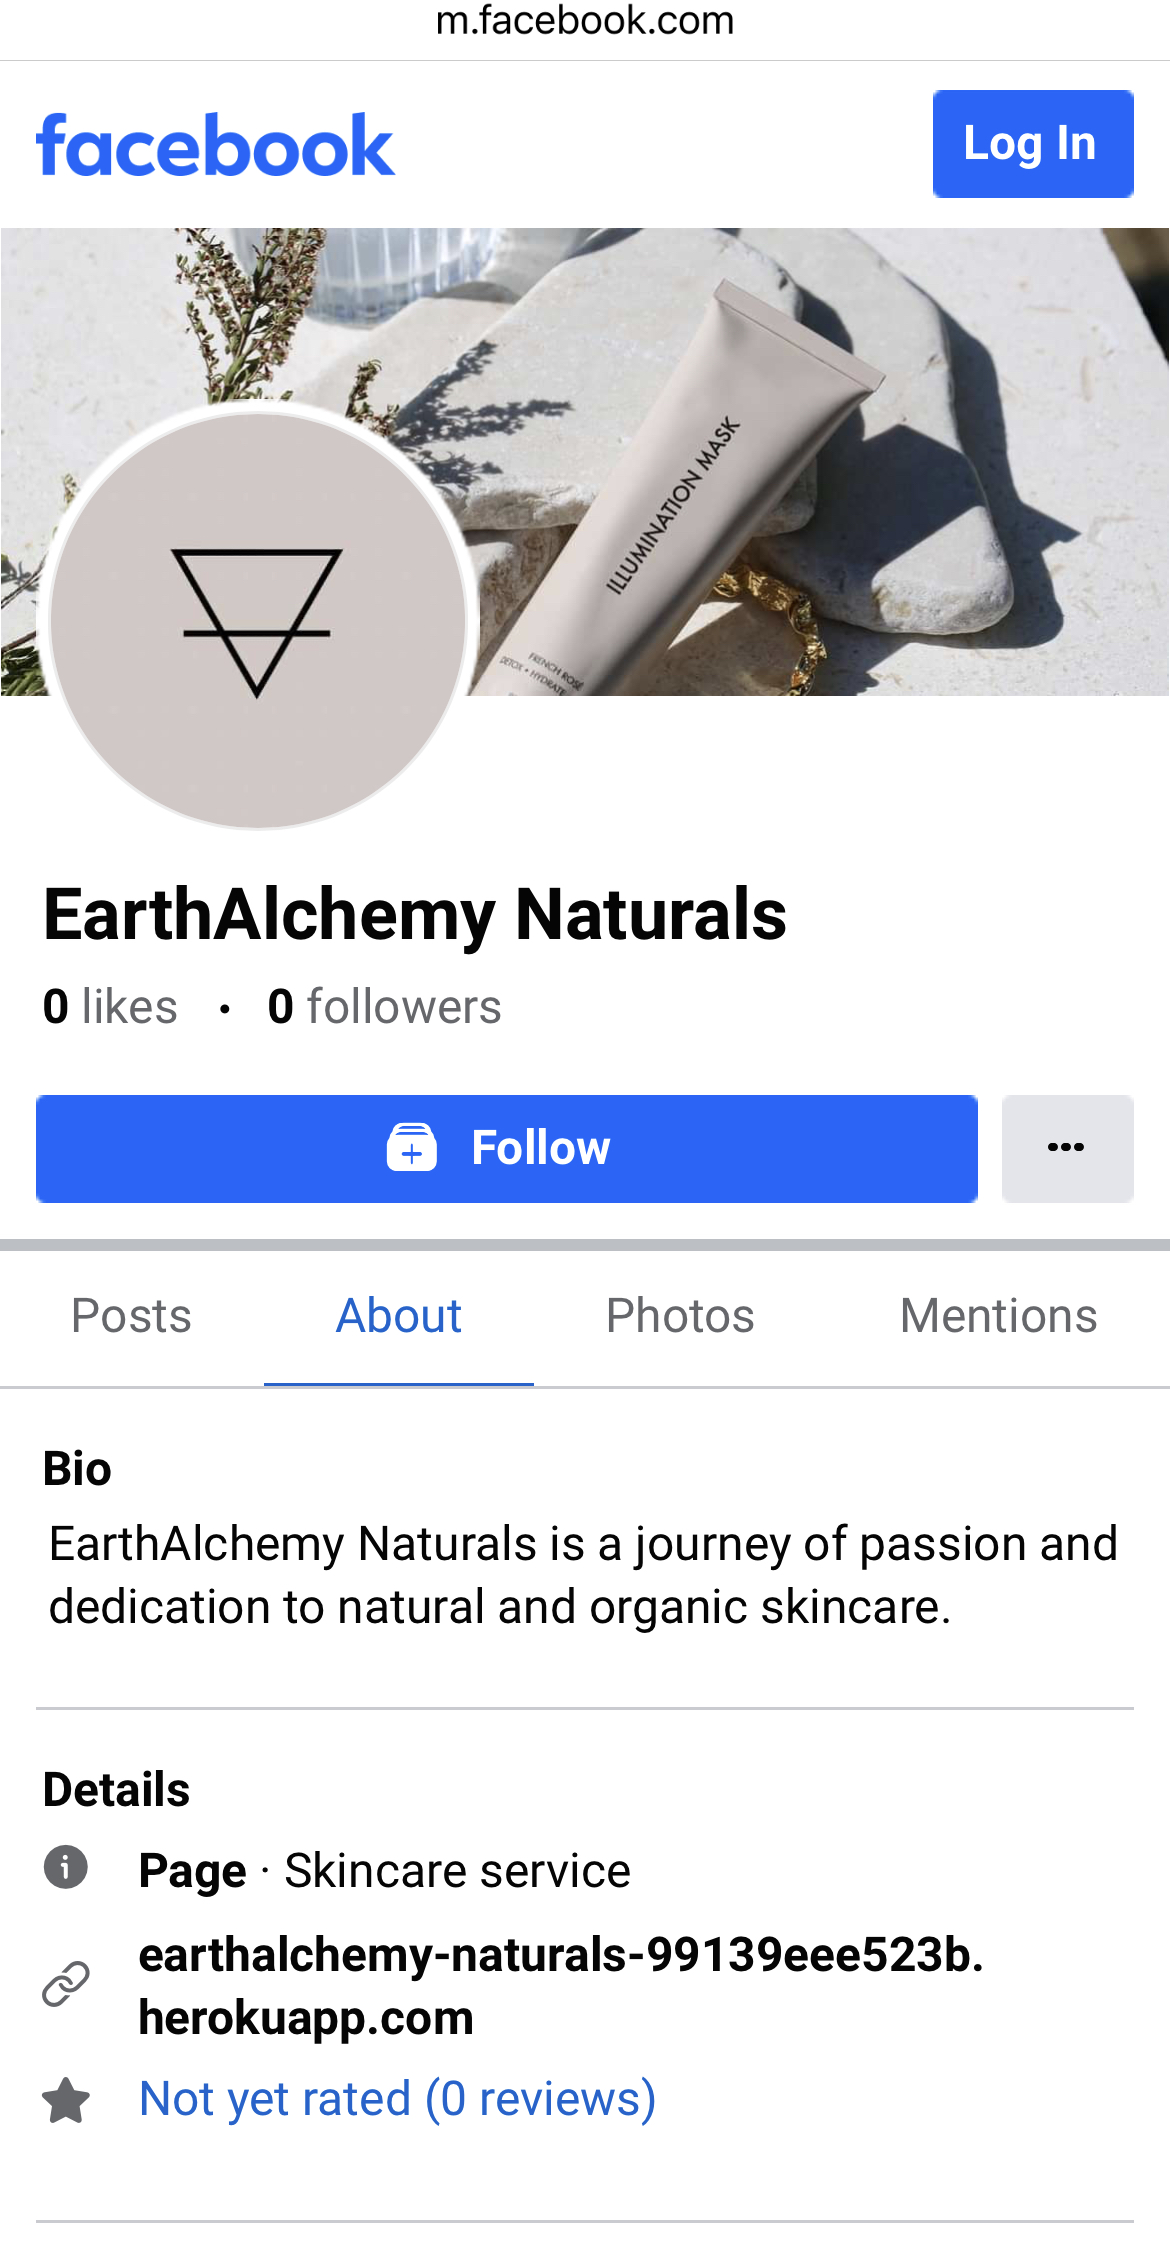 m.facebook.com
facebook
Log In
ILLUMINATION MASK
FRENCH ROSE
DETOX • HYDRATE
EarthAlchemy Naturals
0 likes • 0 followers
Follow
Posts About Photos Mentions
Bio
EarthAlchemy Naturals is a journey of passion and
dedication to natural and organic skincare.
Details
Page · Skincare service
earthalchemy-naturals-99139eee523b.
herokuapp.com
Not yet rated (0 reviews)